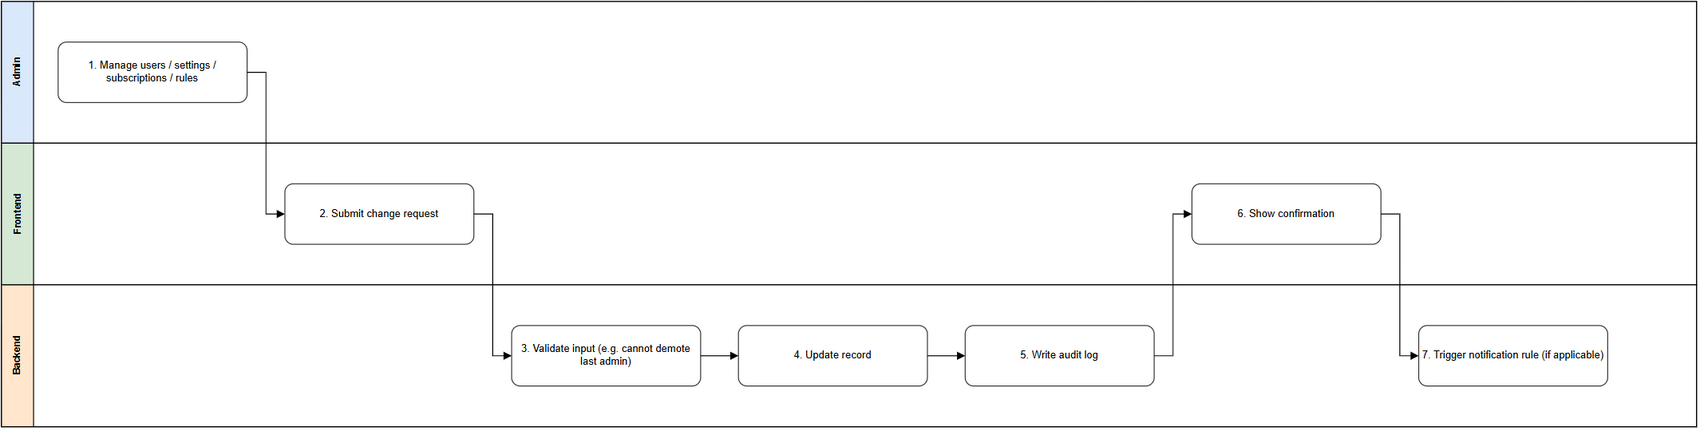 Admin
1. Manage users / settings /
subscriptions / rules
Frontend
2. Submit change request
6. Show confirmation
Backend
3. Validate input (e.g. cannot demote
last admin)
4. Update record
5. Write audit log
7. Trigger notification rule (if applicable)